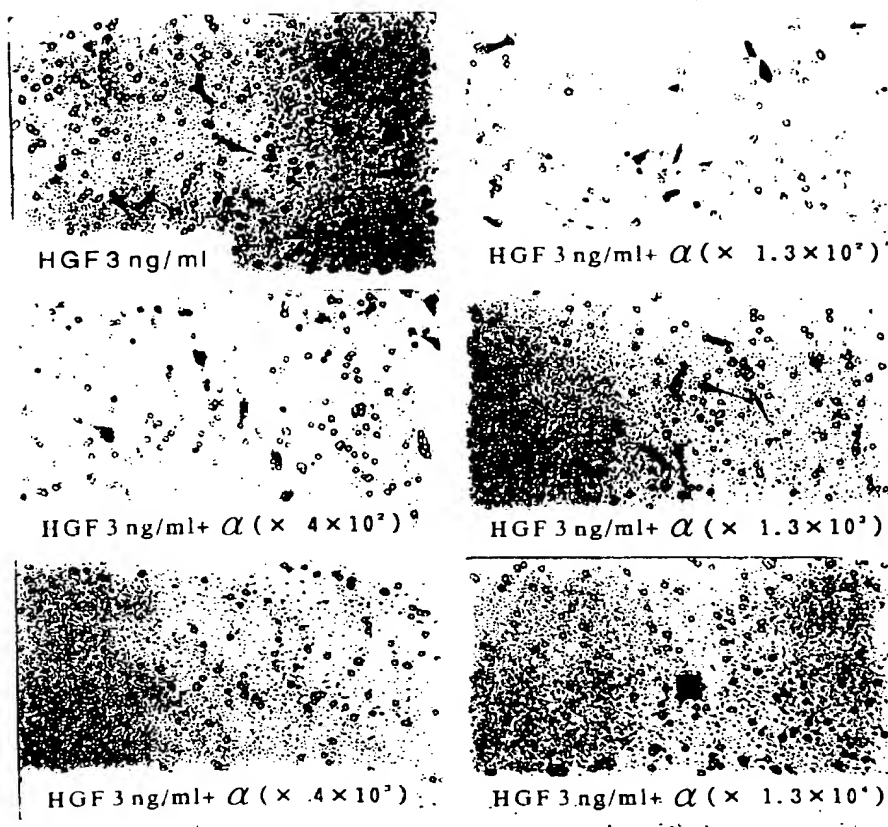 HGF 3 ng/ml
HGF 3 ng/ml+ α (× 1.3×10²)
HGF 3 ng/ml+ α (× 4×10²)
HGF 3 ng/ml+ α (× 1.3×10³)
HGF 3 ng/ml+ α (× 4×10³)
HGF 3 ng/ml+ α (× 1.3×10⁴)